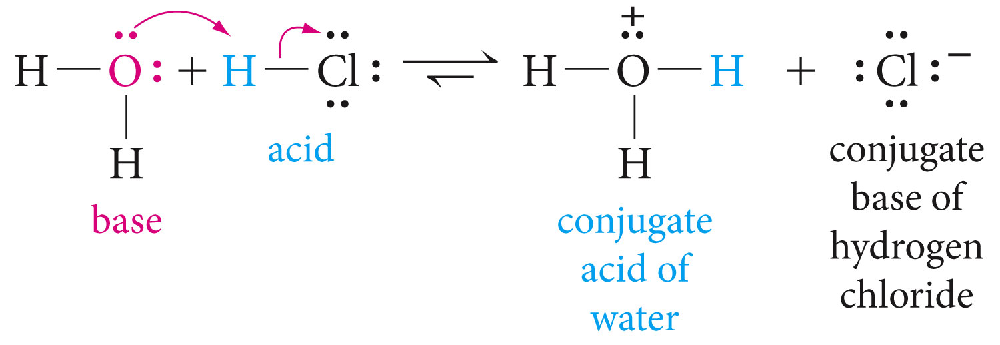 H—O: + H—Cl: ⇌ H—O—H + :Cl:−
+
H
H
acid
base
conjugate
acid of
water
conjugate
base of
hydrogen
chloride